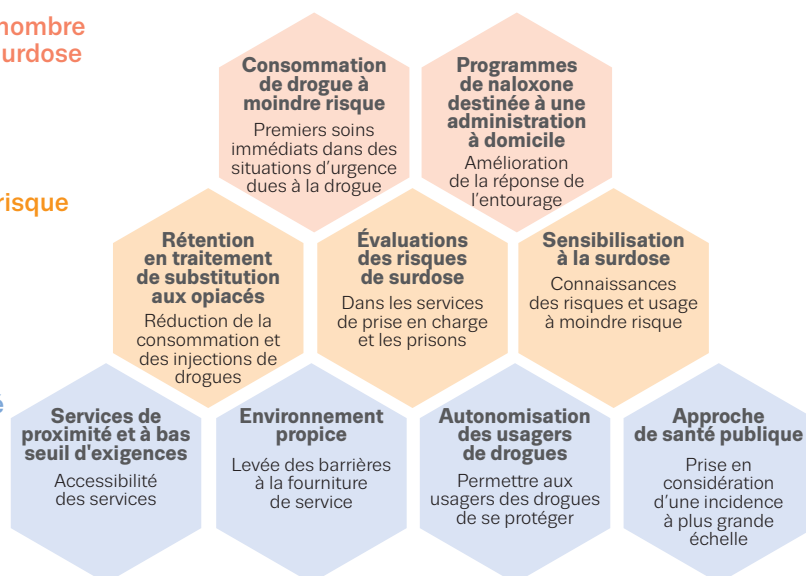 nombre
urdose
Consommation
de drogue à
moindre risque
Premiers soins
immédiats dans des
situations d’urgence
dues à la drogue
Programmes
de naloxone
destinée à une
administration
à domicile
Amélioration
de la réponse de
l’entourage
risque
Rétention
en traitement
de substitution
aux opiacés
Réduction de la
consommation et
des injections de
drogues
Évaluations
des risques
de surdose
Dans les services
de prise en charge
et les prisons
Sensibilisation
à la surdose
Connaissances
des risques et usage
à moindre risque
é
Services de
proximité et à bas
seuil d'exigences
Accessibilité
des services
Environnement
propice
Levée des barrières
à la fourniture
de service
Autonomisation
des usagers
de drogues
Permettre aux
usagers des drogues
de se protéger
Approche
de santé publique
Prise en
considération
d’une incidence
à plus grande
échelle